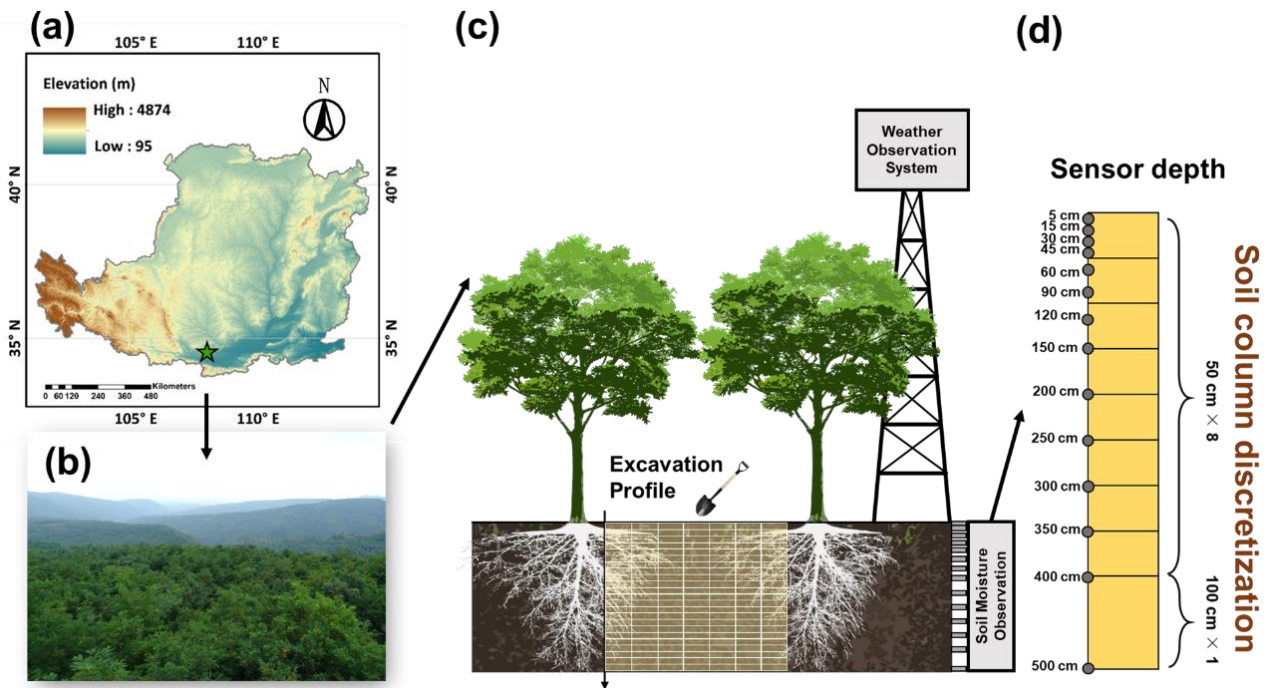 (a)
105° E
110° E
Elevation (m)
High : 4874
Low : 95
N
40° N
40° N
35° N
35° N
Kilometers
0 60 120 240 360 480
105° E
110° E
(b)
(c)
Weather
Observation
System
Excavation
Profile
Soil Moisture
Observation
(d)
Sensor depth
5 cm
15 cm
30 cm
45 cm
60 cm
90 cm
120 cm
150 cm
200 cm
250 cm
300 cm
350 cm
400 cm
500 cm
50 cm × 8
100 cm × 1
Soil column discretization